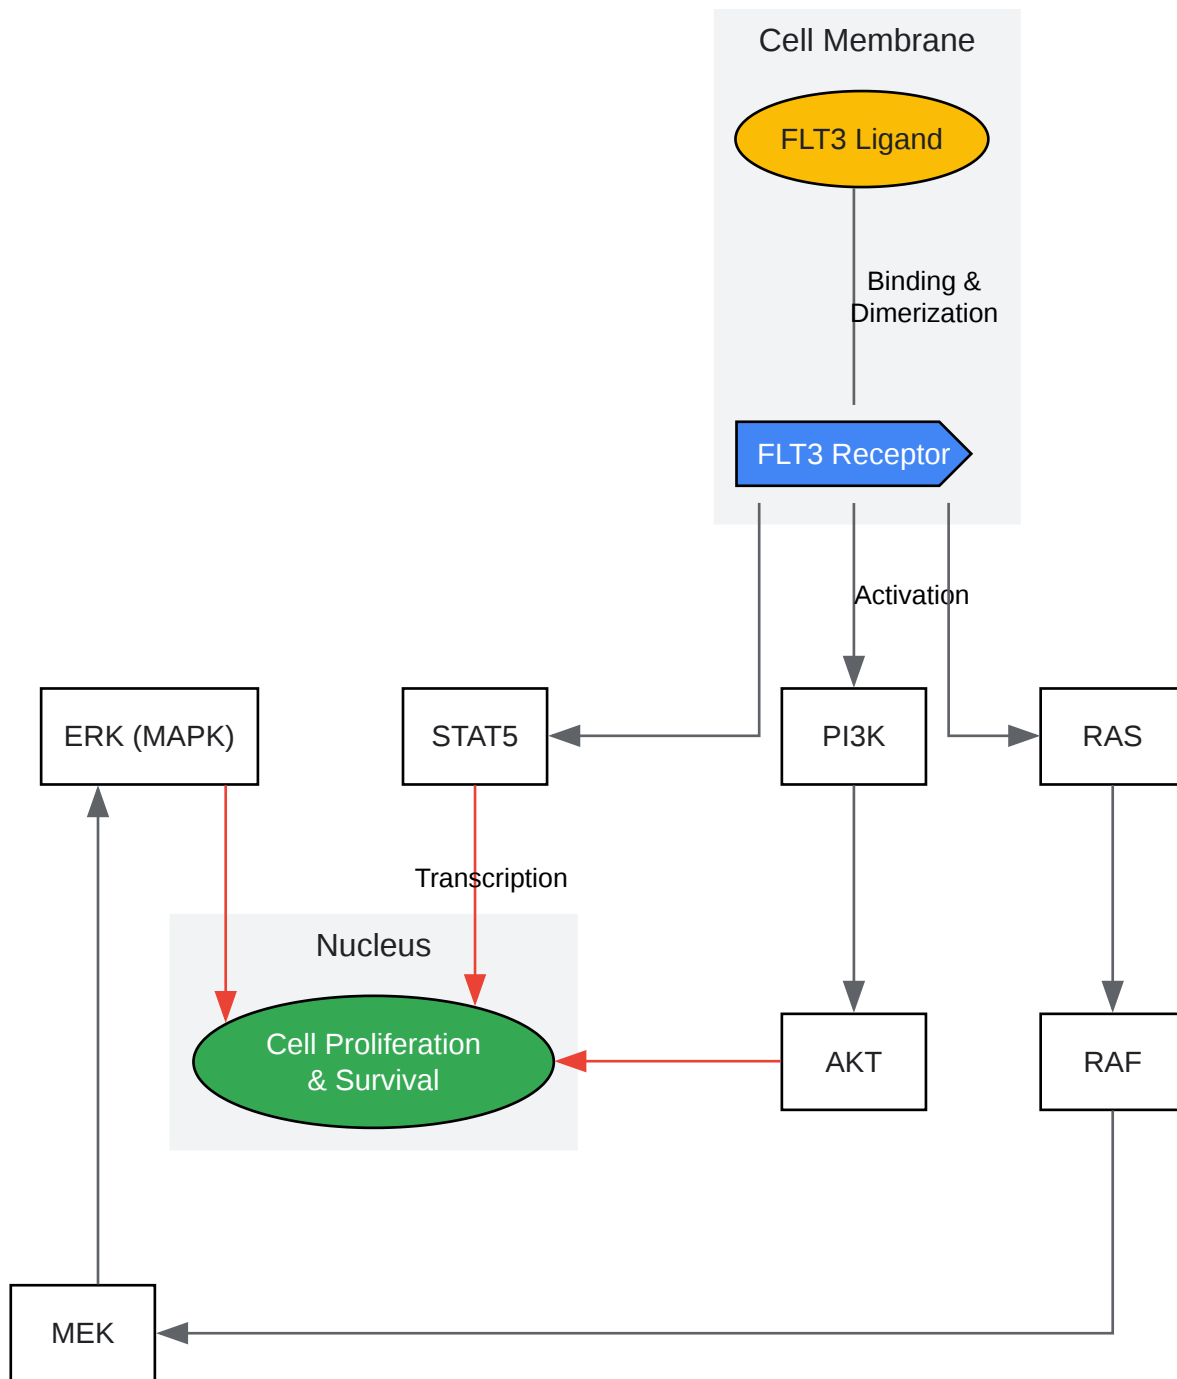 Cell Membrane
FLT3 Ligand
Binding &
Dimerization
FLT3 Receptor
Activation
ERK (MAPK)
STAT5
PI3K
RAS
Transcription
Nucleus
Cell Proliferation
& Survival
AKT
RAF
MEK